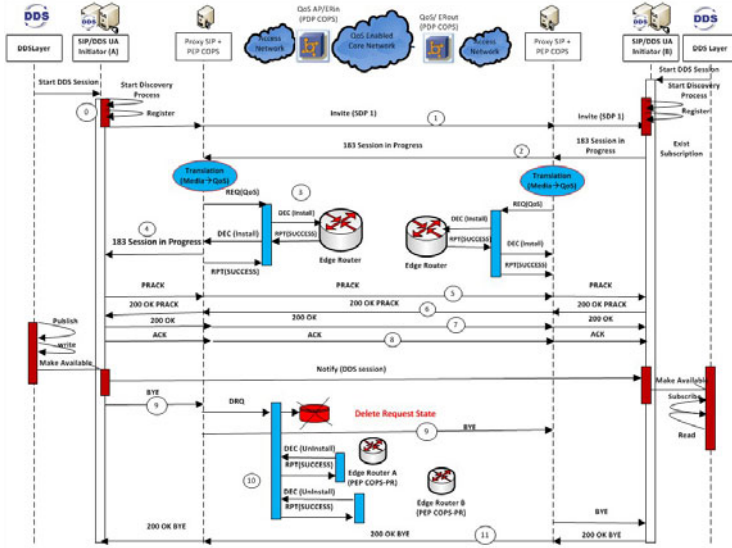 DDS
DDSLayer
SIP/DDS UA
Initiator (A)
Proxy SIP +
PEP COPS
Access
Network
QoS AP/ERin
(PDP COPS)
QoS Enabled
Core Network
QoS/ ERout
(PDP COPS)
Access
Network
Proxy SIP +
PEP COPS
SIP/DDS UA
Initiator (B)
DDS
DDS Layer
Start DDS Session
Start DDS Session
Start Discovery
Process
Start Discovery
Process
0
Register
Register
Invite (SDP 1)
1
Invite (SDP 1)
183 Session in Progress
2
183 Session in
Progress
Exist
Subscription
Translation
(Media→QoS)
Translation
(Media→QoS)
REQ(QoS)
3
REQ(QoS)
DEC (Install)
DEC (Install)
4
DEC (Install)
RPT(SUCCESS)
RPT(SUCCESS)
DEC (Install)
183 Session in Progress
Edge Router
Edge Router
RPT(SUCCESS)
RPT(SUCCESS)
PRACK
PRACK
5
PRACK
200 OK PRACK
200 OK PRACK
6
200 OK PRACK
200 OK
200 OK
7
200 OK
Publish
write
ACK
ACK
8
ACK
Make Available
Notify (DDS session)
Make Available
BYE
9
DRQ
Delete Request State
Subscribe
9
BYE
Read
DEC (UnInstall)
RPT(SUCCESS)
Edge Router A
(PEP COPS-PR)
10
DEC (UnInstall)
RPT(SUCCESS)
Edge Router B
(PEP COPS-PR)
BYE
200 OK BYE
200 OK BYE
11
200 OK BYE